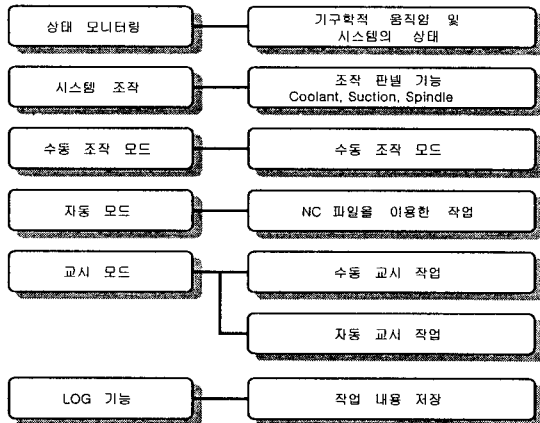 상태 모니터링
기구학적 움직임 및
시스템의 상태
시스템 조작
조작 판넬 기능
Coolant, Suction, Spindle
수동 조작 모드
수동 조작 모드
자동 모드
NC 파일을 이용한 작업
교시 모드
수동 교시 작업
자동 교시 작업
LOG 기능
작업 내용 저장